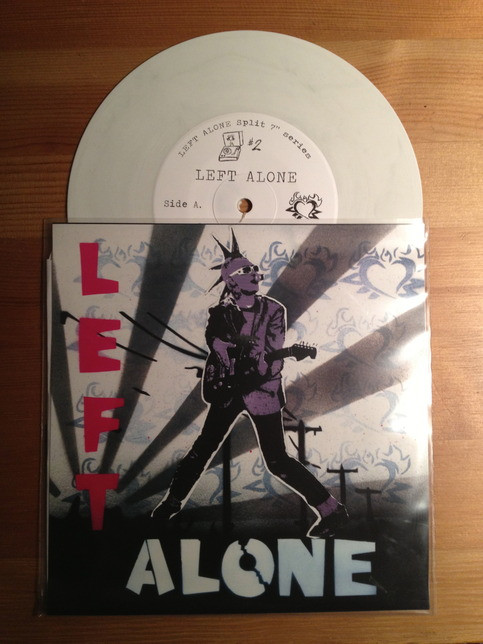 LEFT ALONE Split 7" series
#2
LEFT ALONE
Side A.
LEFT
ALONE